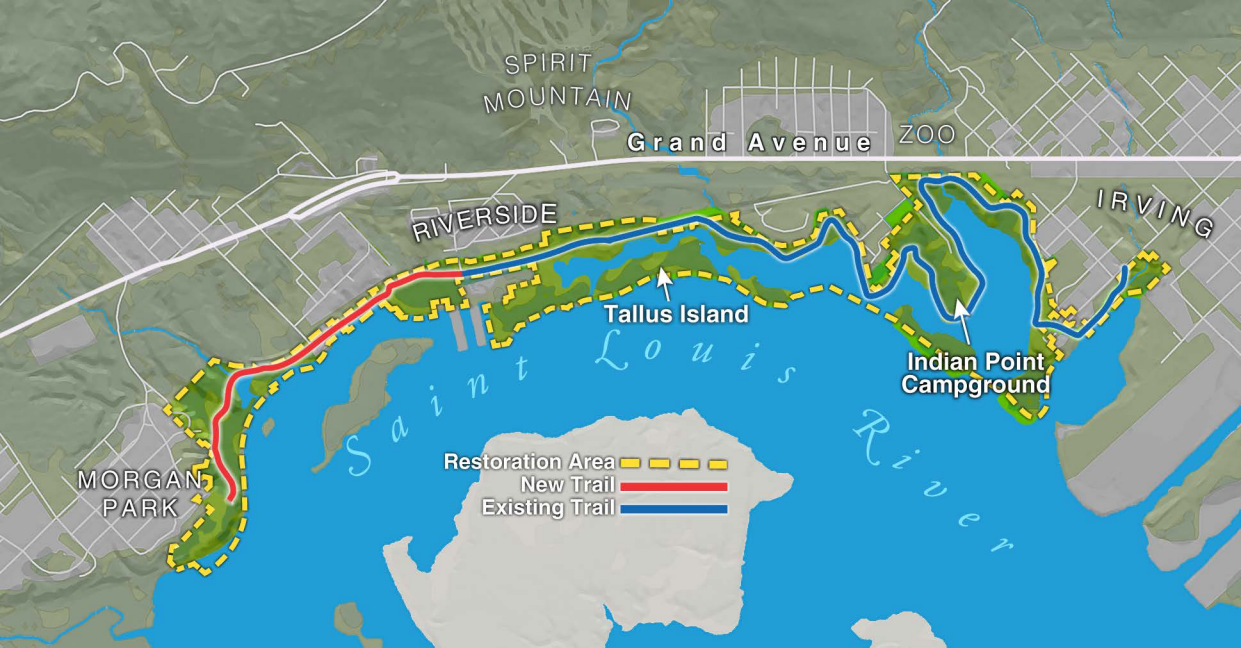 SPIRIT
MOUNTAIN
Grand Avenue
ZOO
IRVING
RIVERSIDE
Tallus Island
Indian Point
Campground
Saint Louis River
MORGAN
PARK
Restoration Area
New Trail
Existing Trail